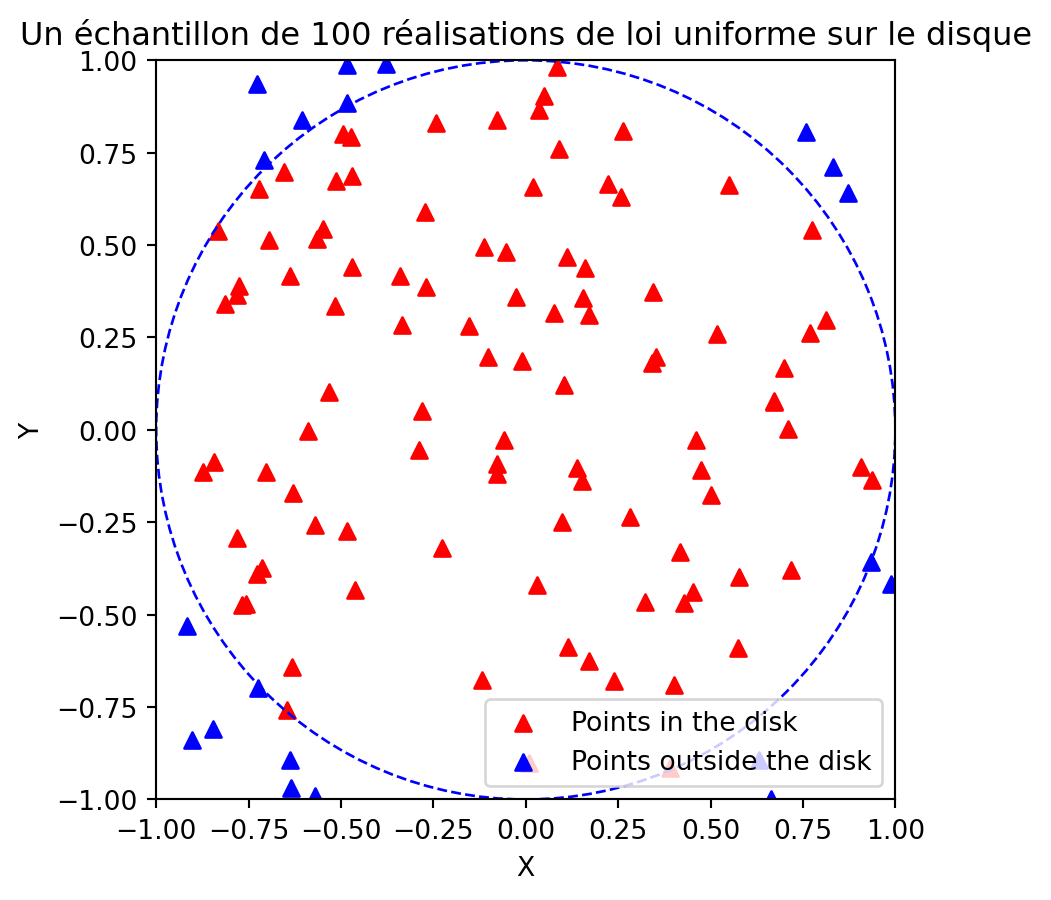 Un échantillon de 100 réalisations de loi uniforme sur le disque
1.00
0.75
0.50
0.25
0.00
−0.25
−0.50
−0.75
−1.00
Y
Points in the disk
Points outside the disk
−1.00 −0.75 −0.50 −0.25 0.00 0.25 0.50 0.75 1.00
X